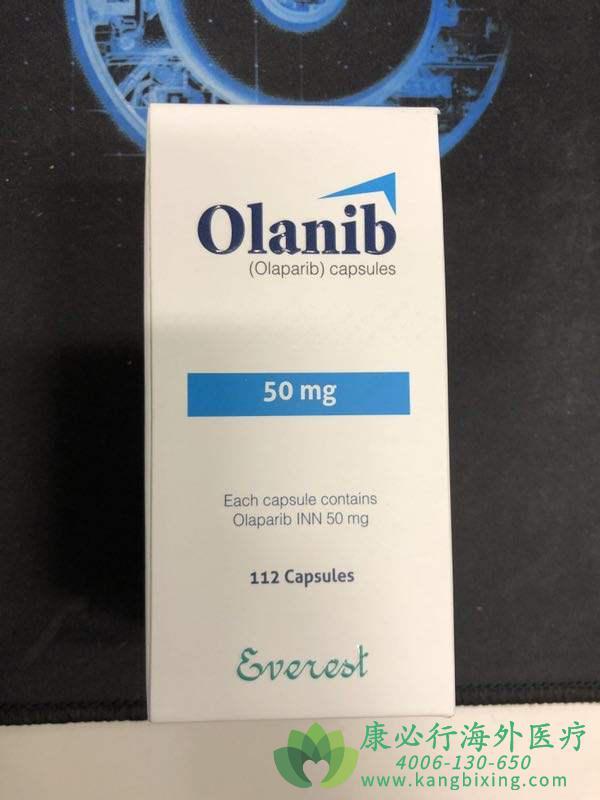 Olanib
(Olaparib) capsules
50 mg
Each capsule contains
Olaparib INN 50 mg
112 Capsules
Everest
康必行海外医疗
4006-130-650
www.kangbixing.com